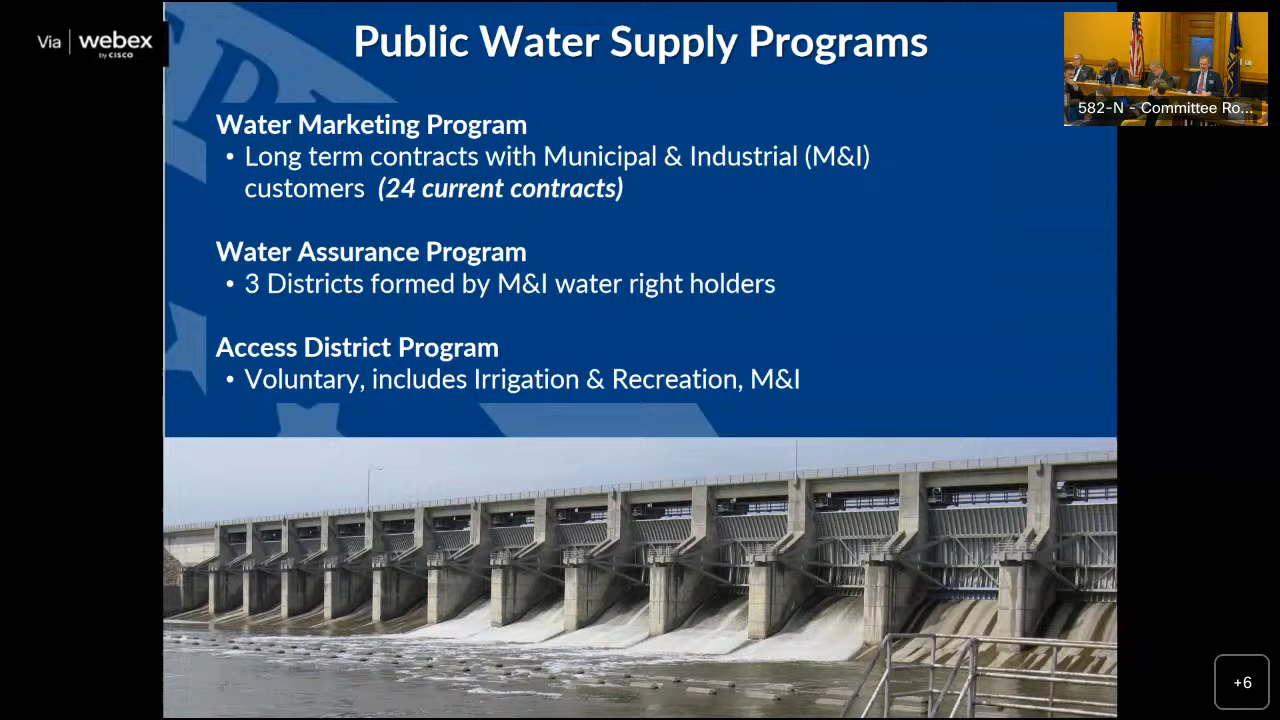 Via webex
by CISCO
Public Water Supply Programs
582-N - Committee Ro...
Water Marketing Program
• Long term contracts with Municipal & Industrial (M&I)
customers (24 current contracts)
Water Assurance Program
• 3 Districts formed by M&I water right holders
Access District Program
• Voluntary, includes Irrigation & Recreation, M&I
+6